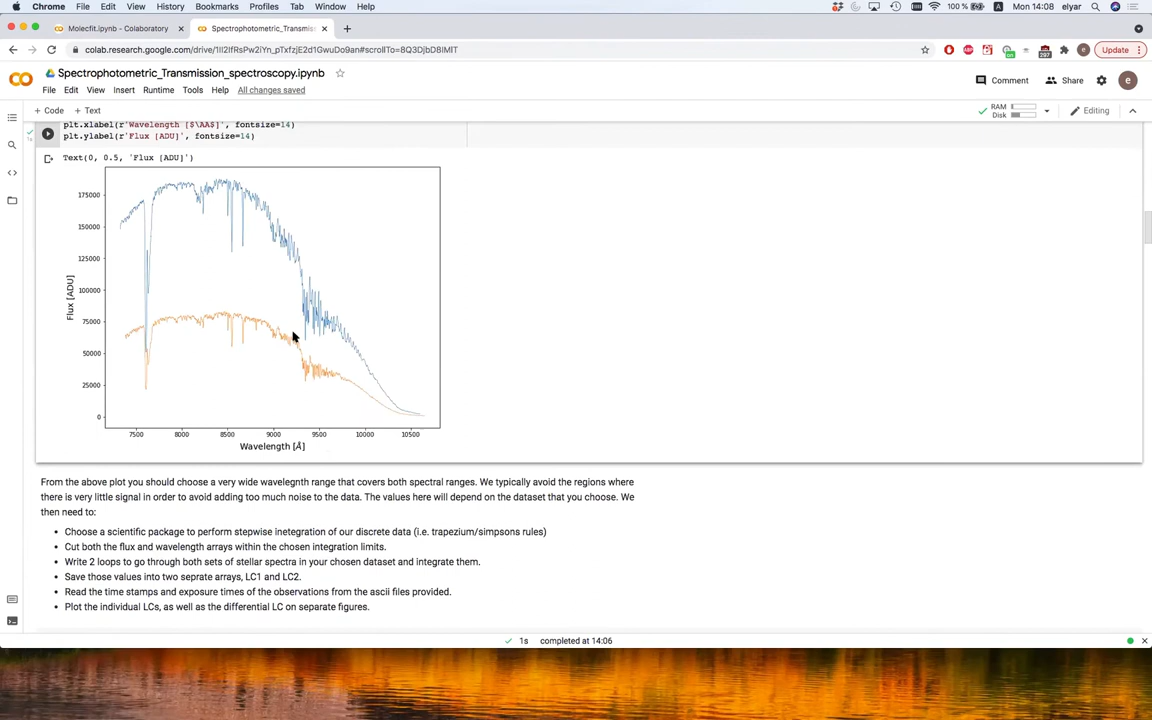 Chrome File Edit View History Bookmarks Profiles Tab Window Help 100 % Mon 14:08 elyar
Molecfit.ipynb - Colaboratory Spectrophotometric_Transmiss
colab.research.google.com/drive/ Update
Spectrophotometric_Transmission_spectroscopy.ipynb
File Edit View Insert Runtime Tools Help All changes saved
Comment Share e
+ Code + Text RAM Disk Editing
plt.xlabel(r'Wavelength [$\AA$]', fontsize=14)
plt.ylabel(r'Flux [ADU]', fontsize=14)
Text(0, 0.5, 'Flux [ADU]')
175000
150000
125000
100000
75000
50000
25000
0
Flux [ADU]
7500 8000 8500 9000 9500 10000 10500
Wavelength [Å]
From the above plot you should choose a very wide wavelegnth range that covers both spectral ranges. We typically avoid the regions where
there is very little signal in order to avoid adding too much noise to the data. The values here will depend on the dataset that you choose. We
then need to:
• Choose a scientific package to perform stepwise inetegration of our discrete data (i.e. trapezium/simpsons rules)
• Cut both the flux and wavelength arrays within the chosen integration limits.
• Write 2 loops to go through both sets of stellar spectra in your chosen dataset and integrate them.
• Save those values into two seprate arrays, LC1 and LC2.
• Read the time stamps and exposure times of the observations from the ascii files provided.
• Plot the individual LCs, as well as the differential LC on separate figures.
1s completed at 14:06